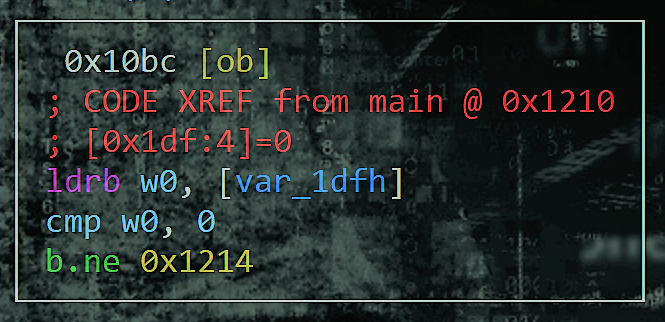 0x10bc [ob]
; CODE XREF from main @ 0x1210
; [0x1df:4]=0
ldrb w0, [var_1dfh]
cmp w0, 0
b.ne 0x1214